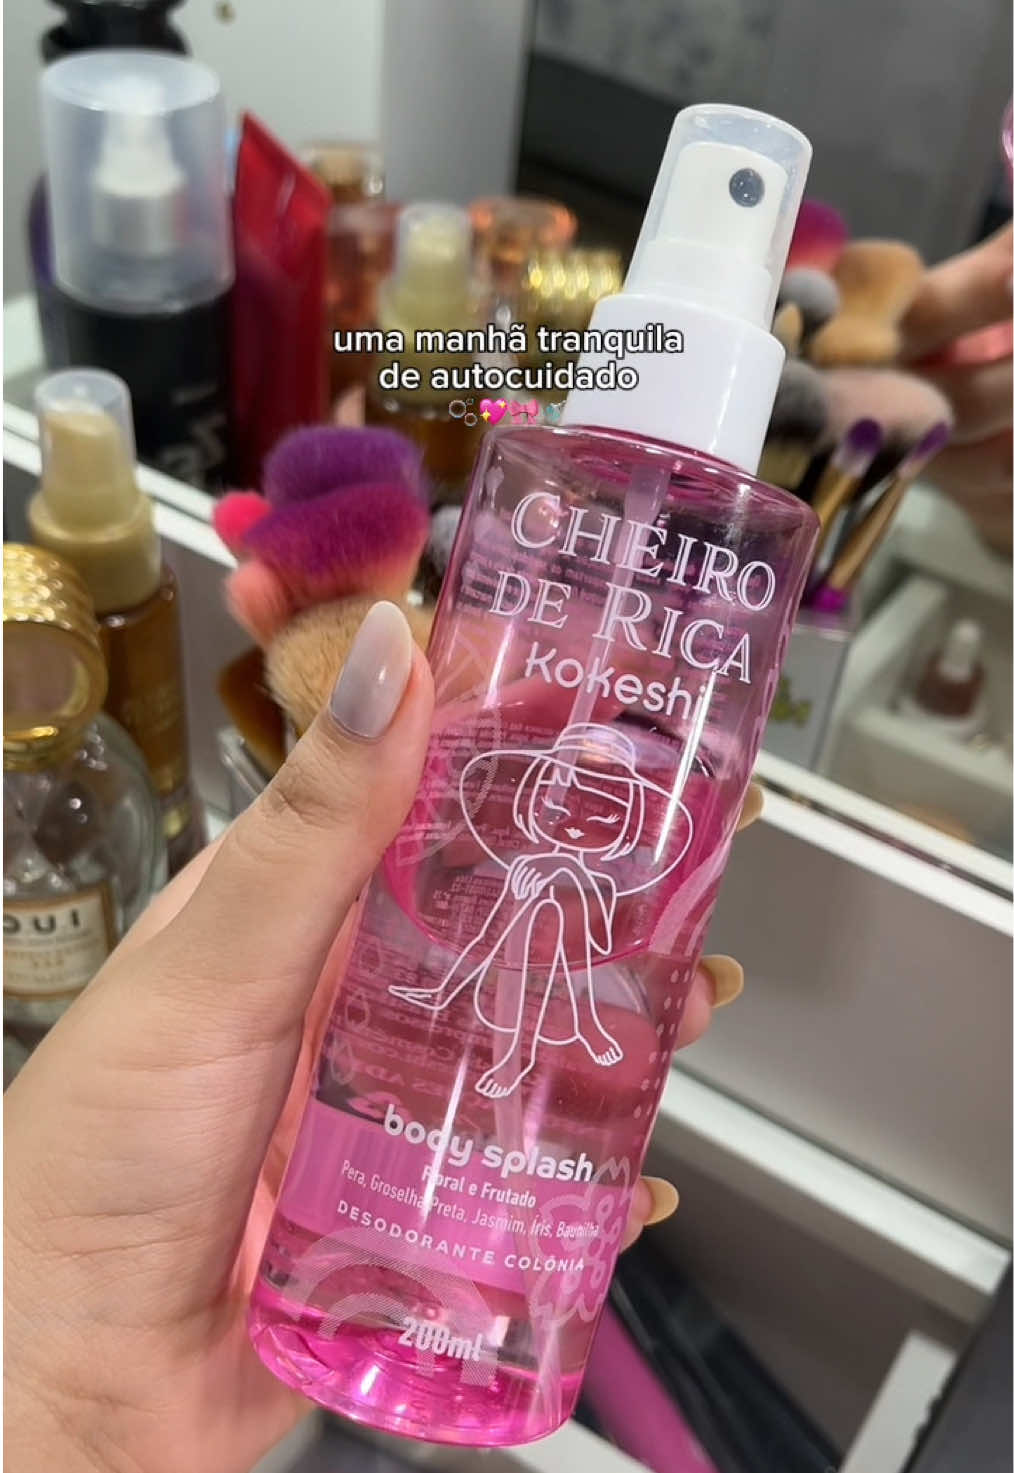 uma manhã tranquila
de autocuidado
CHEIRO
DE RICA
Kokeshi
body splash
Floral e Frutado
Pera, Groselha Preta, Jasmim, Íris, Baunilha
DESODORANTE COLÔNIA
200ml
OUI